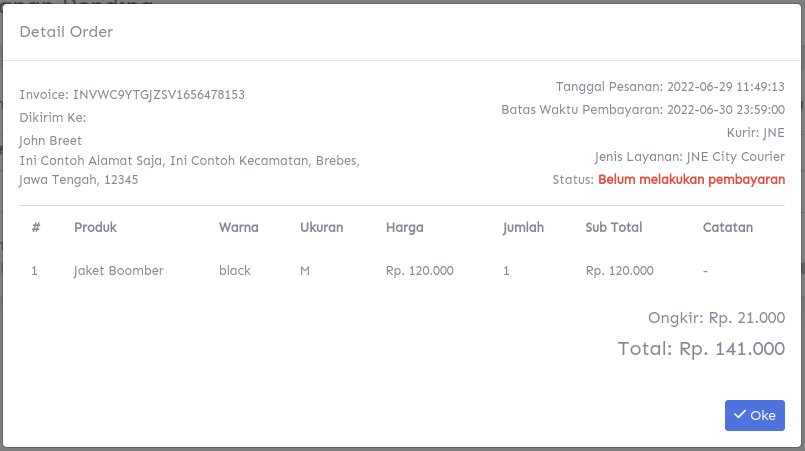 Detail Order
Invoice: INVWC9YTGJZSV1656478153
Dikirim Ke:
John Breet
Ini Contoh Alamat Saja, Ini Contoh Kecamatan, Brebes,
Jawa Tengah, 12345
Tanggal Pesanan: 2022-06-29 11:49:13
Batas Waktu Pembayaran: 2022-06-30 23:59:00
Kurir: JNE
Jenis Layanan: JNE City Courier
Status: Belum melakukan pembayaran
# Produk Warna Ukuran Harga Jumlah Sub Total Catatan
1 Jaket Boomber black M Rp. 120.000 1 Rp. 120.000 -
Ongkir: Rp. 21.000
Total: Rp. 141.000
Oke